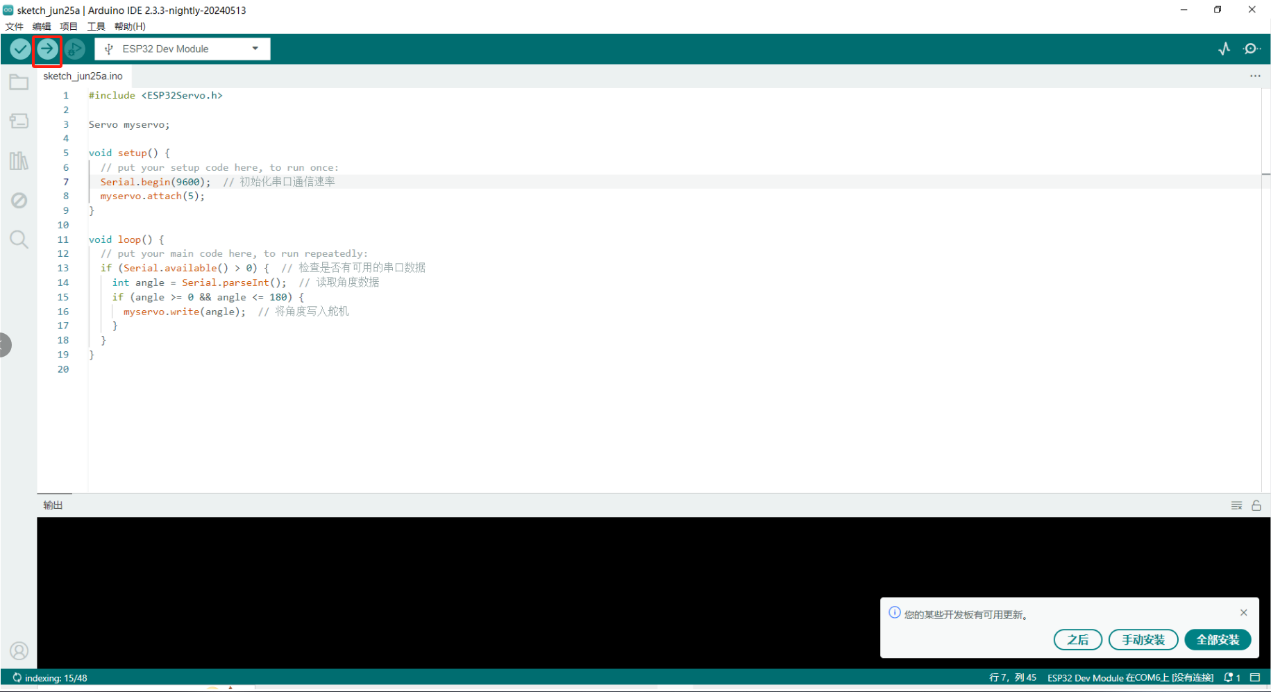 sketch_jun25a | Arduino IDE 2.3.3-nightly-20240513
文件 编辑 项目 工具 帮助(H)
ESP32 Dev Module
sketch_jun25a.ino
1 #include <ESP32Servo.h>
2
3 Servo myservo;
4
5 void setup() {
6 // put your setup code here, to run once:
7 Serial.begin(9600); // 初始化串口通信速率
8 myservo.attach(5);
9 }
10
11 void loop() {
12 // put your main code here, to run repeatedly:
13 if (Serial.available() > 0) { // 检查是否有可用的串口数据
14 int angle = Serial.parseInt(); // 读取角度数据
15 if (angle >= 0 && angle <= 180) {
16 myservo.write(angle); // 将角度写入舵机
17 }
18 }
19 }
20
输出
您的某些开发板有可用更新。
之后 手动安装 全部安装
indexing: 15/48 行 7，列 45 ESP32 Dev Module 在COM6上 [没有连接] 1